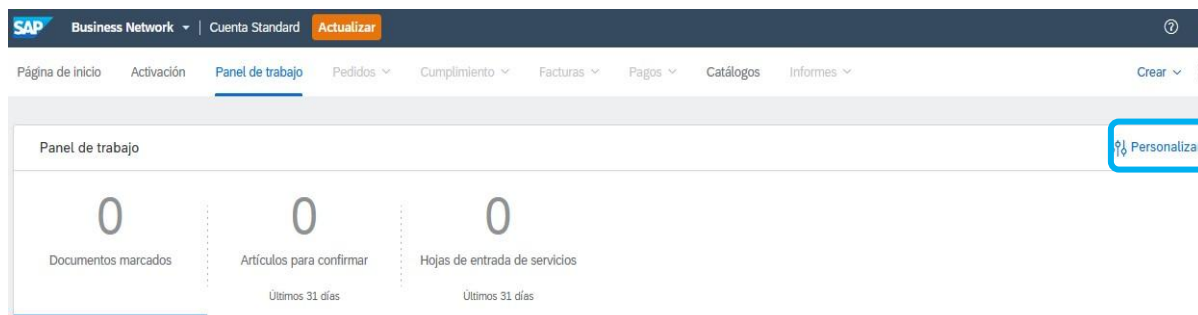 SAP Business Network | Cuenta Standard Actualizar
Página de inicio Activación Panel de trabajo Pedidos Cumplimiento Facturas Pagos Catálogos Informes Crear
Panel de trabajo Personaliza
0 0 0
Documentos marcados Artículos para confirmar Hojas de entrada de servicios
Últimos 31 días Últimos 31 días